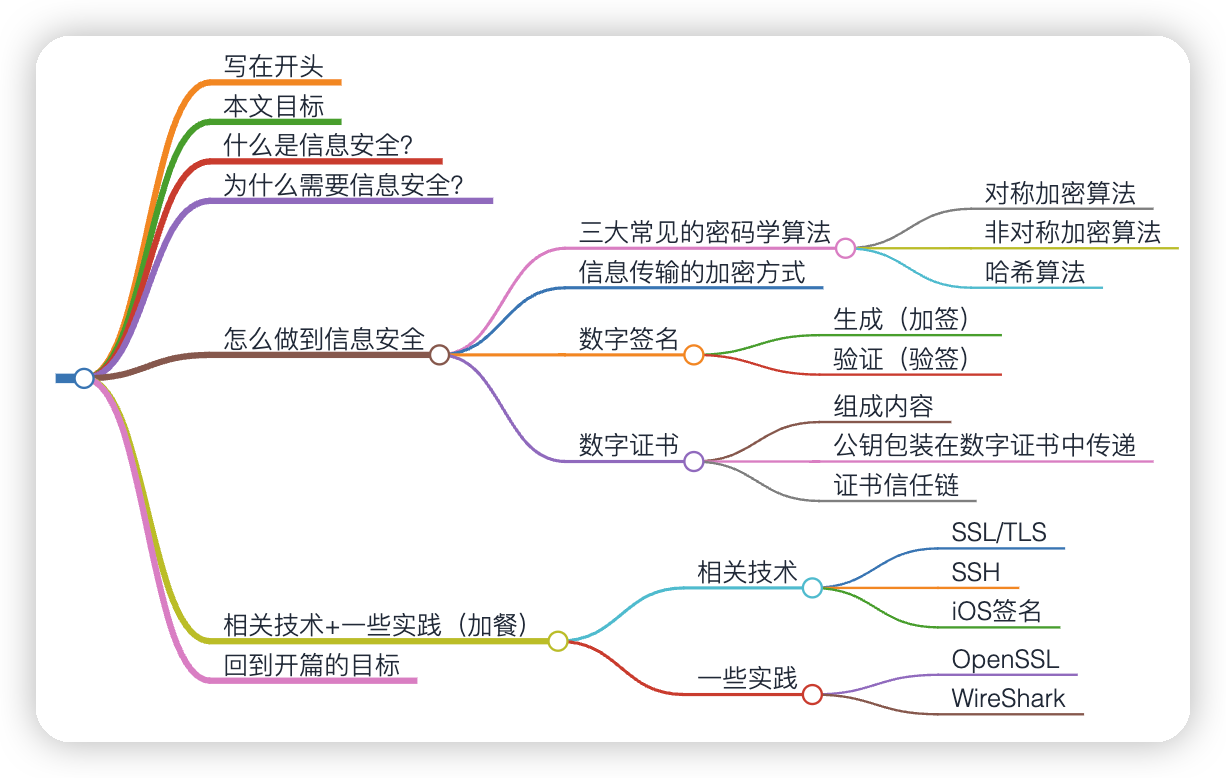 写在开头
本文目标
什么是信息安全？
为什么需要信息安全？
怎么做到信息安全
三大常见的密码学算法
对称加密算法
非对称加密算法
哈希算法
信息传输的加密方式
数字签名
生成（加签）
验证（验签）
数字证书
组成内容
公钥包装在数字证书中传递
证书信任链
相关技术+一些实践（加餐）
相关技术
SSL/TLS
SSH
iOS签名
一些实践
OpenSSL
WireShark
回到开篇的目标